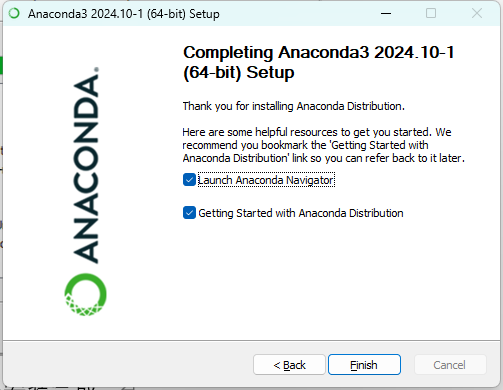 Anaconda3 2024.10-1 (64-bit) Setup
Completing Anaconda3 2024.10-1
(64-bit) Setup
Thank you for installing Anaconda Distribution.
Here are some helpful resources to get you started. We
recommend you bookmark the 'Getting Started with
Anaconda Distribution' link so you can refer back to it later.
Launch Anaconda Navigator
Getting Started with Anaconda Distribution
ANACONDA.
< Back
Finish
Cancel